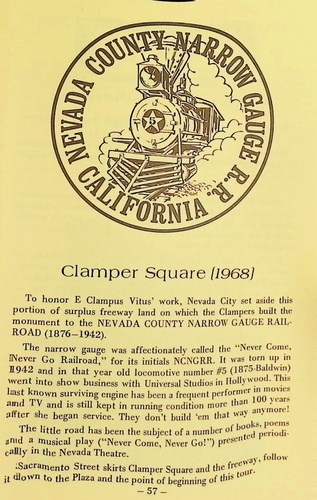 NEVADA COUNTY NARROW GAUGE R.R.
CALIFORNIA
5
Clamper Square (1968)
To honor E Clampus Vitus' work, Nevada City set aside this
portion of surplus freeway land on which the Clampers built the
monument to the NEVADA COUNTY NARROW GAUGE RAIL-
ROAD (1876-1942).
The narrow gauge was affectionately called the "Never Come,
Never Go Railroad," for its initials NCNGRR. It was torn up in
1942 and in that year old locomotive number #5 (1875-Baldwin)
went into show business with Universal Studios in Hollywood. This
last known surviving engine has been a frequent performer in movies
and TV and is still kept in running condition more than 100 years
after she began service. They don't build 'em that way anymore!
The little road has been the subject of a number of books, poems
and a musical play ("Never Come, Never Go!") presented periodi-
cally in the Nevada Theatre.
Sacramento Street skirts Clamper Square and the freeway, follow
it down to the Plaza and the point of beginning of this tour.
- 57 -